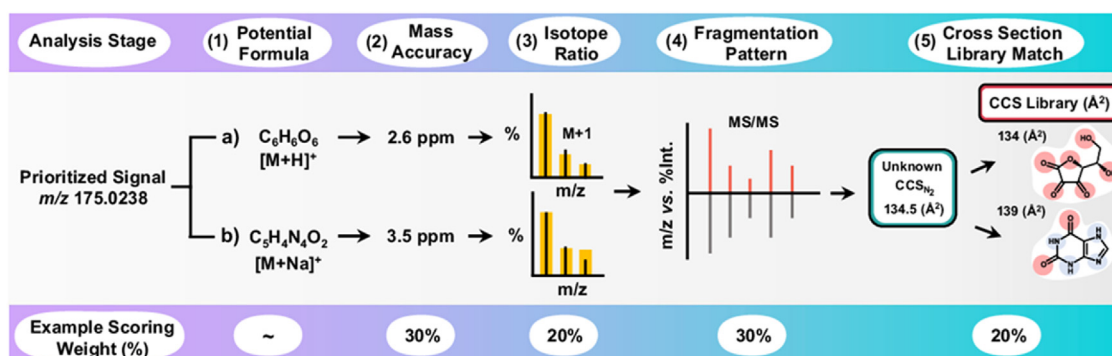 Analysis Stage
(1) Potential Formula
(2) Mass Accuracy
(3) Isotope Ratio
(4) Fragmentation Pattern
(5) Cross Section Library Match
Prioritized Signal
m/z 175.0238
a) C₆H₆O₆
[M+H]⁺
2.6 ppm
%
M+1
m/z
b) C₅H₄N₄O₂
[M+Na]⁺
3.5 ppm
%
m/z
MS/MS
m/z vs. %Int.
Unknown
CCS_N₂
134.5 (Å²)
CCS Library (Å²)
134 (Å²)
HO
O
O
O
O
139 (Å²)
O
HN
O
N
H
H
N
N
Example Scoring
Weight (%)
~
30%
20%
30%
20%